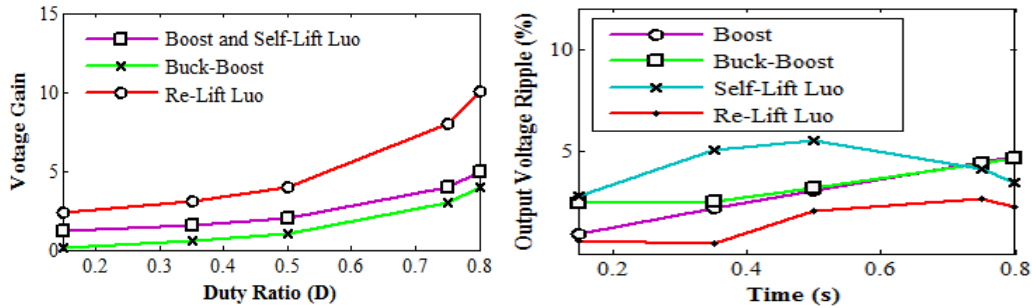 Votage Gain
15
10
5
0
Boost and Self-Lift Luo
Buck-Boost
Re-Lift Luo
0.2 0.3 0.4 0.5 0.6 0.7 0.8
Duty Ratio (D)
Output Voltage Ripple (%)
10
5
Boost
Buck-Boost
Self-Lift Luo
Re-Lift Luo
0.2 0.4 0.6 0.8
Time (s)